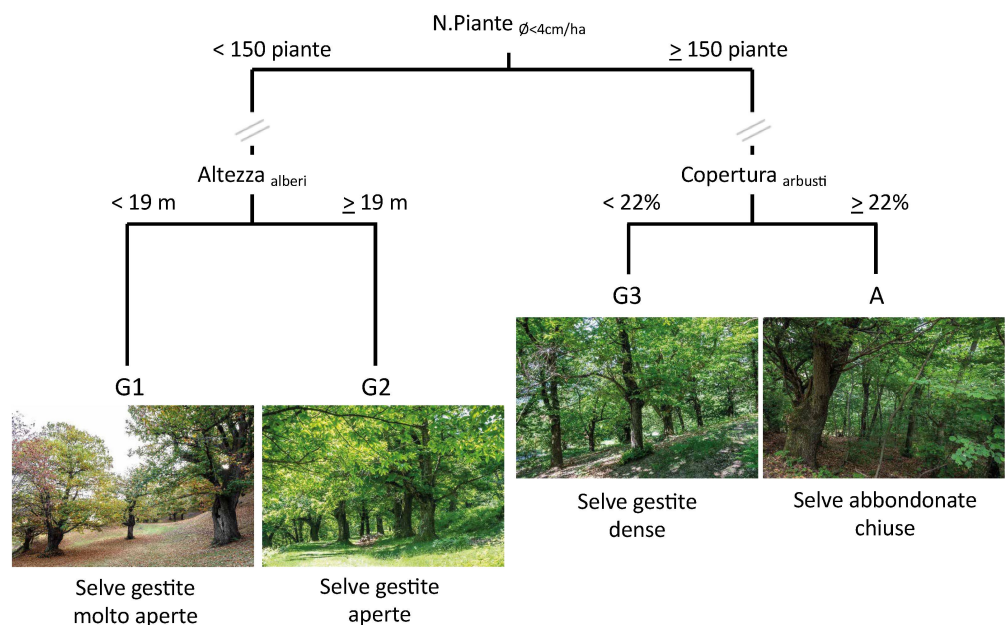 N.Piante Ø<4cm/ha
< 150 piante
≥ 150 piante
Altezza alberi
< 19 m
≥ 19 m
Copertura arbusti
< 22%
≥ 22%
G3
A
G1
G2
Selve gestite
dense
Selve abbondonate
chiuse
Selve gestite
molto aperte
Selve gestite
aperte